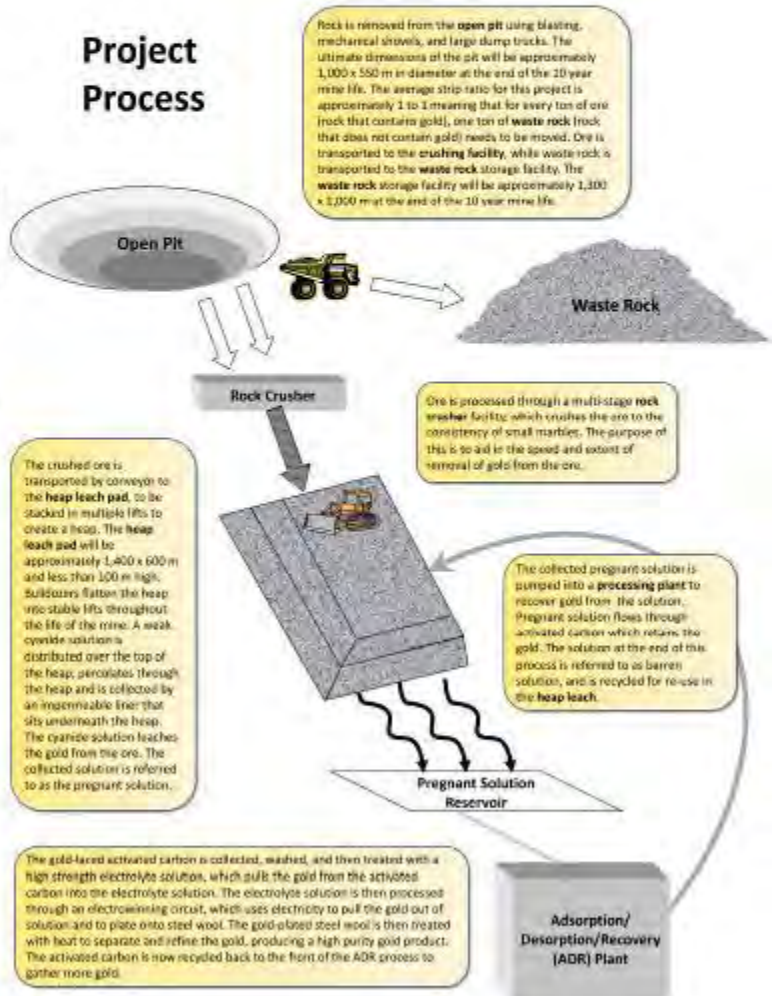 Project
Process
Rock is removed from the open pit using blasting,
mechanical shovels, and large dump trucks. The
ultimate dimensions of the pit will be approximately
1,000 x 550 m in diameter at the end of the 10 year
mine life. The average strip ratio for this project is
approximately 1 to 1 meaning that for every ton of ore
(rock that contains gold), one ton of waste rock (rock
that does not contain gold) needs to be moved. Ore is
transported to the crushing facility, while waste rock is
transported to the waste rock storage facility. The
waste rock storage facility will be approximately 1,300
x 1,000 m at the end of the 10 year mine life.
Open Pit
Waste Rock
Rock Crusher
Ore is processed through a multi-stage rock
crusher facility, which crushes the ore to the
consistency of small marbles. The purpose of
this is to aid in the speed and extent of
removal of gold from the ore.
The crushed ore is
transported by conveyor to
the heap leach pad, to be
stacked in multiple lifts to
create a heap. The heap
leach pad will be
approximately 1,400 x 600 m
and less than 100 m high.
Bulldozers flatten the heap
into stable lifts throughout
the life of the mine. A weak
cyanide solution is
distributed over the top of
the heap, percolates through
the heap and is collected by
an impermeable liner that
sits underneath the heap.
The cyanide solution leaches
the gold from the ore. The
collected solution is referred
to as the pregnant solution.
The collected pregnant solution is
pumped into a processing plant to
recover gold from the solution.
Pregnant solution flows through
activated carbon which retains the
gold. The solution at the end of this
process is referred to as barren
solution, and is recycled for re-use in
the heap leach.
Pregnant Solution
Reservoir
The gold-laced activated carbon is collected, washed, and then treated with a
high strength electrolyte solution, which pulls the gold from the activated
carbon into the electrolyte solution. The electrolyte solution is then processed
through an electrowinning circuit, which uses electricity to pull the gold out of
solution and to plate onto steel wool. The gold-plated steel wool is then treated
with heat to separate and refine the gold, producing a high purity gold product.
The activated carbon is now recycled back to the front of the ADR process to
gather more gold.
Adsorption/
Desorption/Recovery
(ADR) Plant